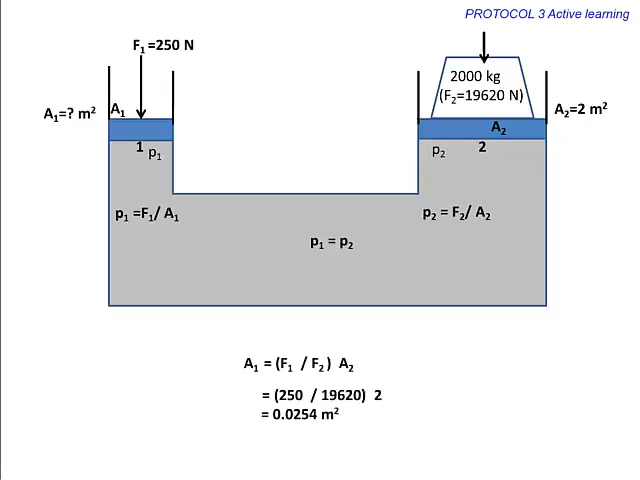 PROTOCOL 3 Active learning
F₁ =250 N
2000 kg
(F₂=19620 N)
A₁=? m²
A₁
A₂=2 m²
A₂
1 p₁
p₂ 2
p₁ =F₁/ A₁
p₂ = F₂/ A₂
p₁ = p₂
A₁ = (F₁ / F₂ ) A₂
= (250 / 19620) 2
= 0.0254 m²